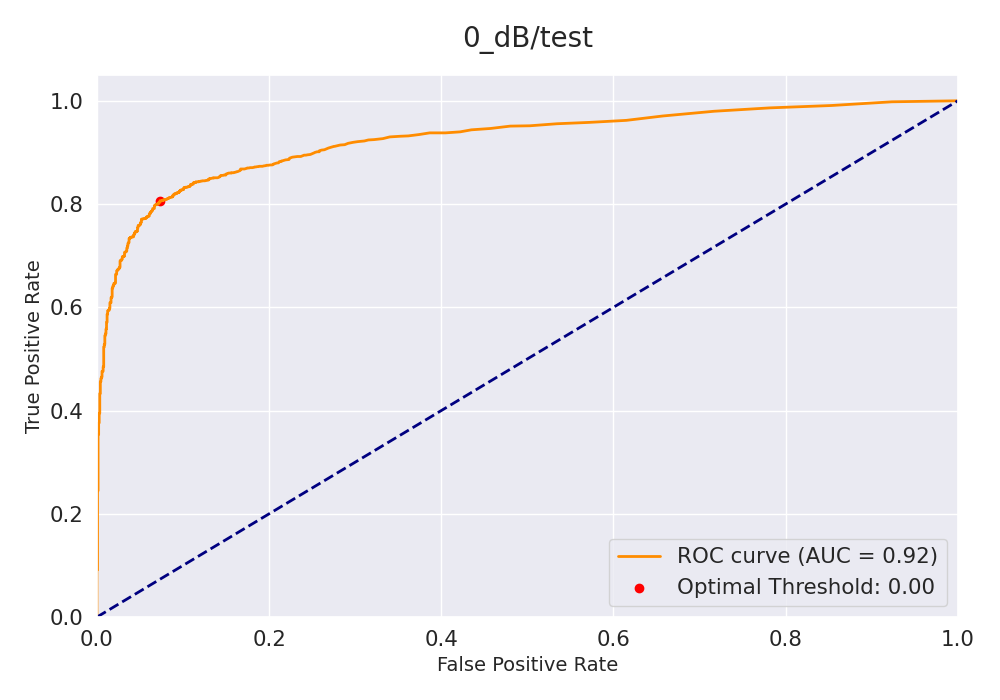 0_dB/test
1.0
0.8
0.6
0.4
0.2
0.0
True Positive Rate
0.0 0.2 0.4 0.6 0.8 1.0
False Positive Rate
ROC curve (AUC = 0.92)
Optimal Threshold: 0.00